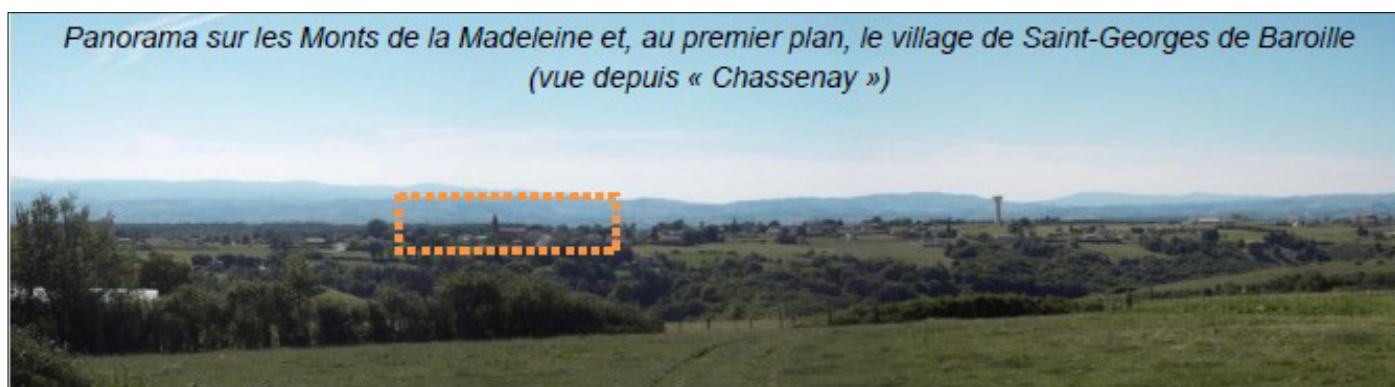 Panorama sur les Monts de la Madeleine et, au premier plan, le village de Saint-Georges de Baroille
(vue depuis « Chassenay »)